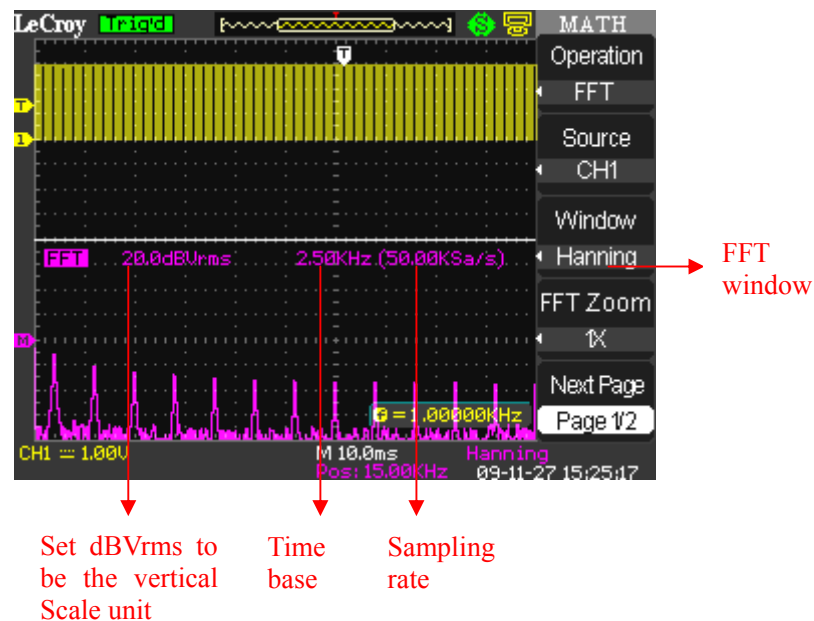 LeCroy Trig'd MATH
T
Operation
FFT
T
1
Source
CH1
Window
FFT 20.0dBVrms 2.50KHz (50.00KSa/s) Hanning
FFT window
FFT Zoom
M
1X
Next Page
f = 1.00000KHz
Page 1/2
CH1 1.00V M 10.0ms Hanning
Pos: 15.00KHz 09-11-27 15:25:17
Set dBVrms to
be the vertical
Scale unit
Time
base
Sampling
rate